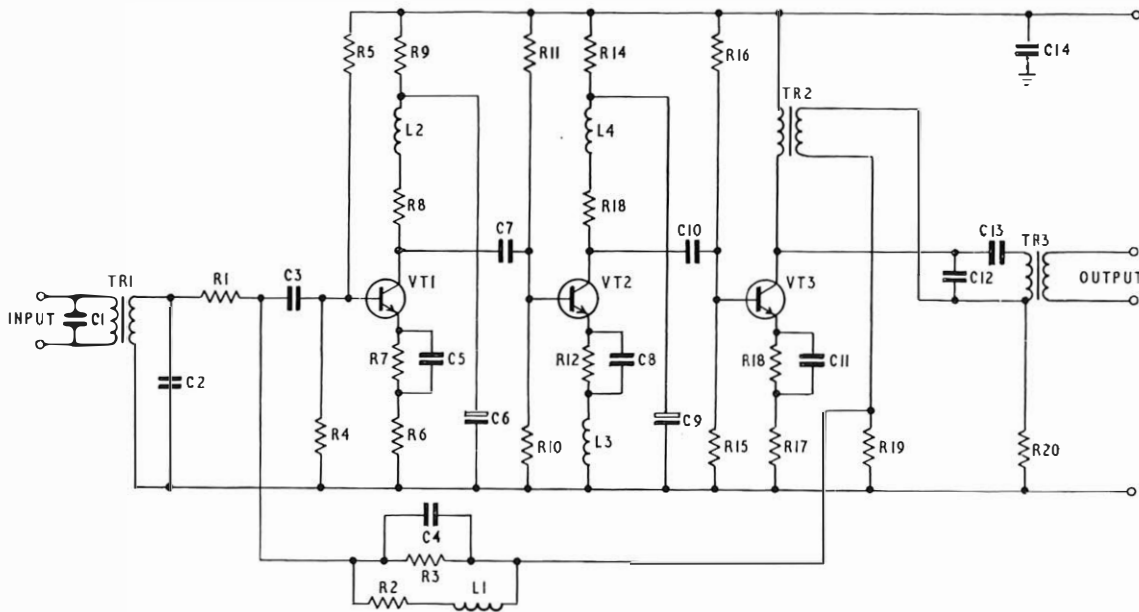 R5
R9
R11
R14
R16
C14
TR2
L2
L4
R8
R18
C7
C10
C13
TR3
TR1
R1
C3
VT1
VT2
VT3
C12
OUTPUT
INPUT
C1
R7
C5
R12
C8
R18
C11
C2
C6
C9
R4
R6
R10
L3
R15
R17
R19
R20
C4
R3
R2
L1